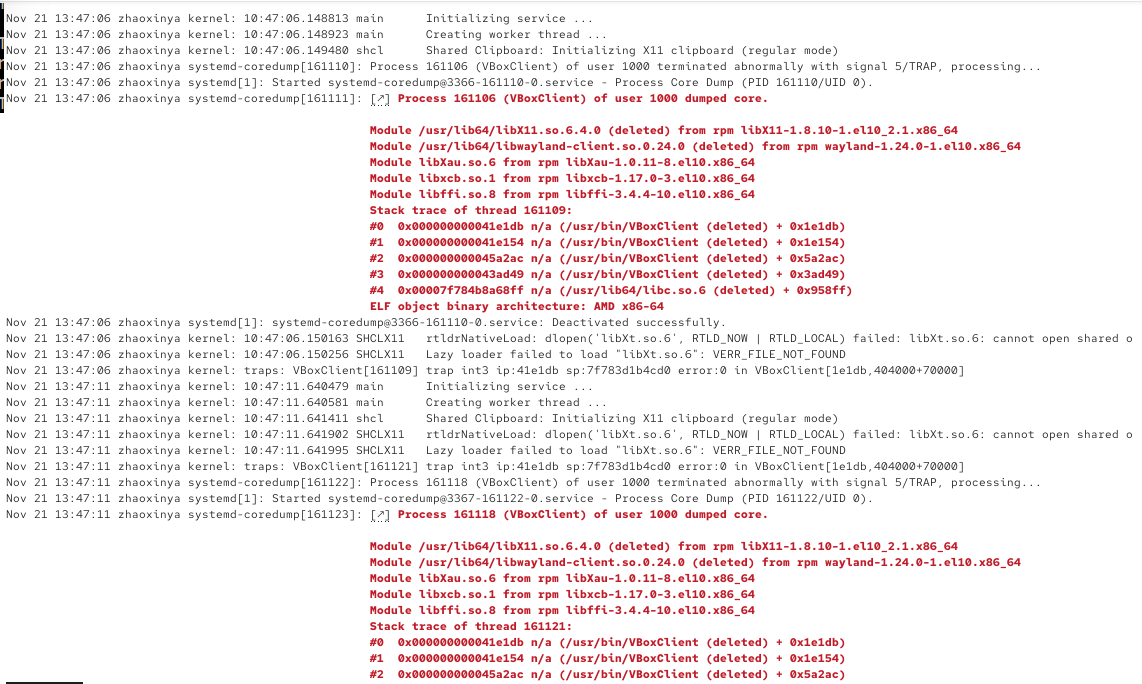 Nov 21 13:47:06 zhaoxinya kernel: 10:47:06.148813 main     Initializing service ...
Nov 21 13:47:06 zhaoxinya kernel: 10:47:06.148923 main     Creating worker thread ...
Nov 21 13:47:06 zhaoxinya kernel: 10:47:06.149480 shcl     Shared Clipboard: Initializing X11 clipboard (regular mode)
Nov 21 13:47:06 zhaoxinya systemd-coredump[161110]: Process 161106 (VBoxClient) of user 1000 terminated abnormally with signal 5/TRAP, processing...
Nov 21 13:47:06 zhaoxinya systemd[1]: Started systemd-coredump@3366-161110-0.service - Process Core Dump (PID 161110/UID 0).
Nov 21 13:47:06 zhaoxinya systemd-coredump[161111]: [↗] Process 161106 (VBoxClient) of user 1000 dumped core.
Module /usr/lib64/libX11.so.6.4.0 (deleted) from rpm libX11-1.8.10-1.el10_2.1.x86_64
Module /usr/lib64/libwayland-client.so.0.24.0 (deleted) from rpm wayland-1.24.0-1.el10.x86_64
Module libXau.so.6 from rpm libXau-1.0.11-8.el10.x86_64
Module libxcb.so.1 from rpm libxcb-1.17.0-3.el10.x86_64
Module libffi.so.8 from rpm libffi-3.4.4-10.el10.x86_64
Stack trace of thread 161109:
#0  0x000000000041e1db n/a (/usr/bin/VBoxClient (deleted) + 0x1e1db)
#1  0x000000000041e154 n/a (/usr/bin/VBoxClient (deleted) + 0x1e154)
#2  0x000000000045a2ac n/a (/usr/bin/VBoxClient (deleted) + 0x5a2ac)
#3  0x000000000043ad49 n/a (/usr/bin/VBoxClient (deleted) + 0x3ad49)
#4  0x00007f784b8a68ff n/a (/usr/lib64/libc.so.6 (deleted) + 0x958ff)
ELF object binary architecture: AMD x86-64
Nov 21 13:47:06 zhaoxinya systemd[1]: systemd-coredump@3366-161110-0.service: Deactivated successfully.
Nov 21 13:47:06 zhaoxinya kernel: 10:47:06.150163 SHCLX11  rtldrNativeLoad: dlopen('libXt.so.6', RTLD_NOW | RTLD_LOCAL) failed: libXt.so.6: cannot open shared o
Nov 21 13:47:06 zhaoxinya kernel: 10:47:06.150256 SHCLX11  Lazy loader failed to load "libXt.so.6": VERR_FILE_NOT_FOUND
Nov 21 13:47:06 zhaoxinya kernel: traps: VBoxClient[161109] trap int3 ip:41e1db sp:7f783d1b4cd0 error:0 in VBoxClient[1e1db,404000+70000]
Nov 21 13:47:11 zhaoxinya kernel: 10:47:11.640479 main     Initializing service ...
Nov 21 13:47:11 zhaoxinya kernel: 10:47:11.640581 main     Creating worker thread ...
Nov 21 13:47:11 zhaoxinya kernel: 10:47:11.641411 shcl     Shared Clipboard: Initializing X11 clipboard (regular mode)
Nov 21 13:47:11 zhaoxinya kernel: 10:47:11.641902 SHCLX11  rtldrNativeLoad: dlopen('libXt.so.6', RTLD_NOW | RTLD_LOCAL) failed: libXt.so.6: cannot open shared o
Nov 21 13:47:11 zhaoxinya kernel: 10:47:11.641995 SHCLX11  Lazy loader failed to load "libXt.so.6": VERR_FILE_NOT_FOUND
Nov 21 13:47:11 zhaoxinya kernel: traps: VBoxClient[161121] trap int3 ip:41e1db sp:7f783d1b4cd0 error:0 in VBoxClient[1e1db,404000+70000]
Nov 21 13:47:11 zhaoxinya systemd-coredump[161122]: Process 161118 (VBoxClient) of user 1000 terminated abnormally with signal 5/TRAP, processing...
Nov 21 13:47:11 zhaoxinya systemd[1]: Started systemd-coredump@3367-161122-0.service - Process Core Dump (PID 161122/UID 0).
Nov 21 13:47:11 zhaoxinya systemd-coredump[161123]: [↗] Process 161118 (VBoxClient) of user 1000 dumped core.
Module /usr/lib64/libX11.so.6.4.0 (deleted) from rpm libX11-1.8.10-1.el10_2.1.x86_64
Module /usr/lib64/libwayland-client.so.0.24.0 (deleted) from rpm wayland-1.24.0-1.el10.x86_64
Module libXau.so.6 from rpm libXau-1.0.11-8.el10.x86_64
Module libxcb.so.1 from rpm libxcb-1.17.0-3.el10.x86_64
Module libffi.so.8 from rpm libffi-3.4.4-10.el10.x86_64
Stack trace of thread 161121:
#0  0x000000000041e1db n/a (/usr/bin/VBoxClient (deleted) + 0x1e1db)
#1  0x000000000041e154 n/a (/usr/bin/VBoxClient (deleted) + 0x1e154)
#2  0x000000000045a2ac n/a (/usr/bin/VBoxClient (deleted) + 0x5a2ac)